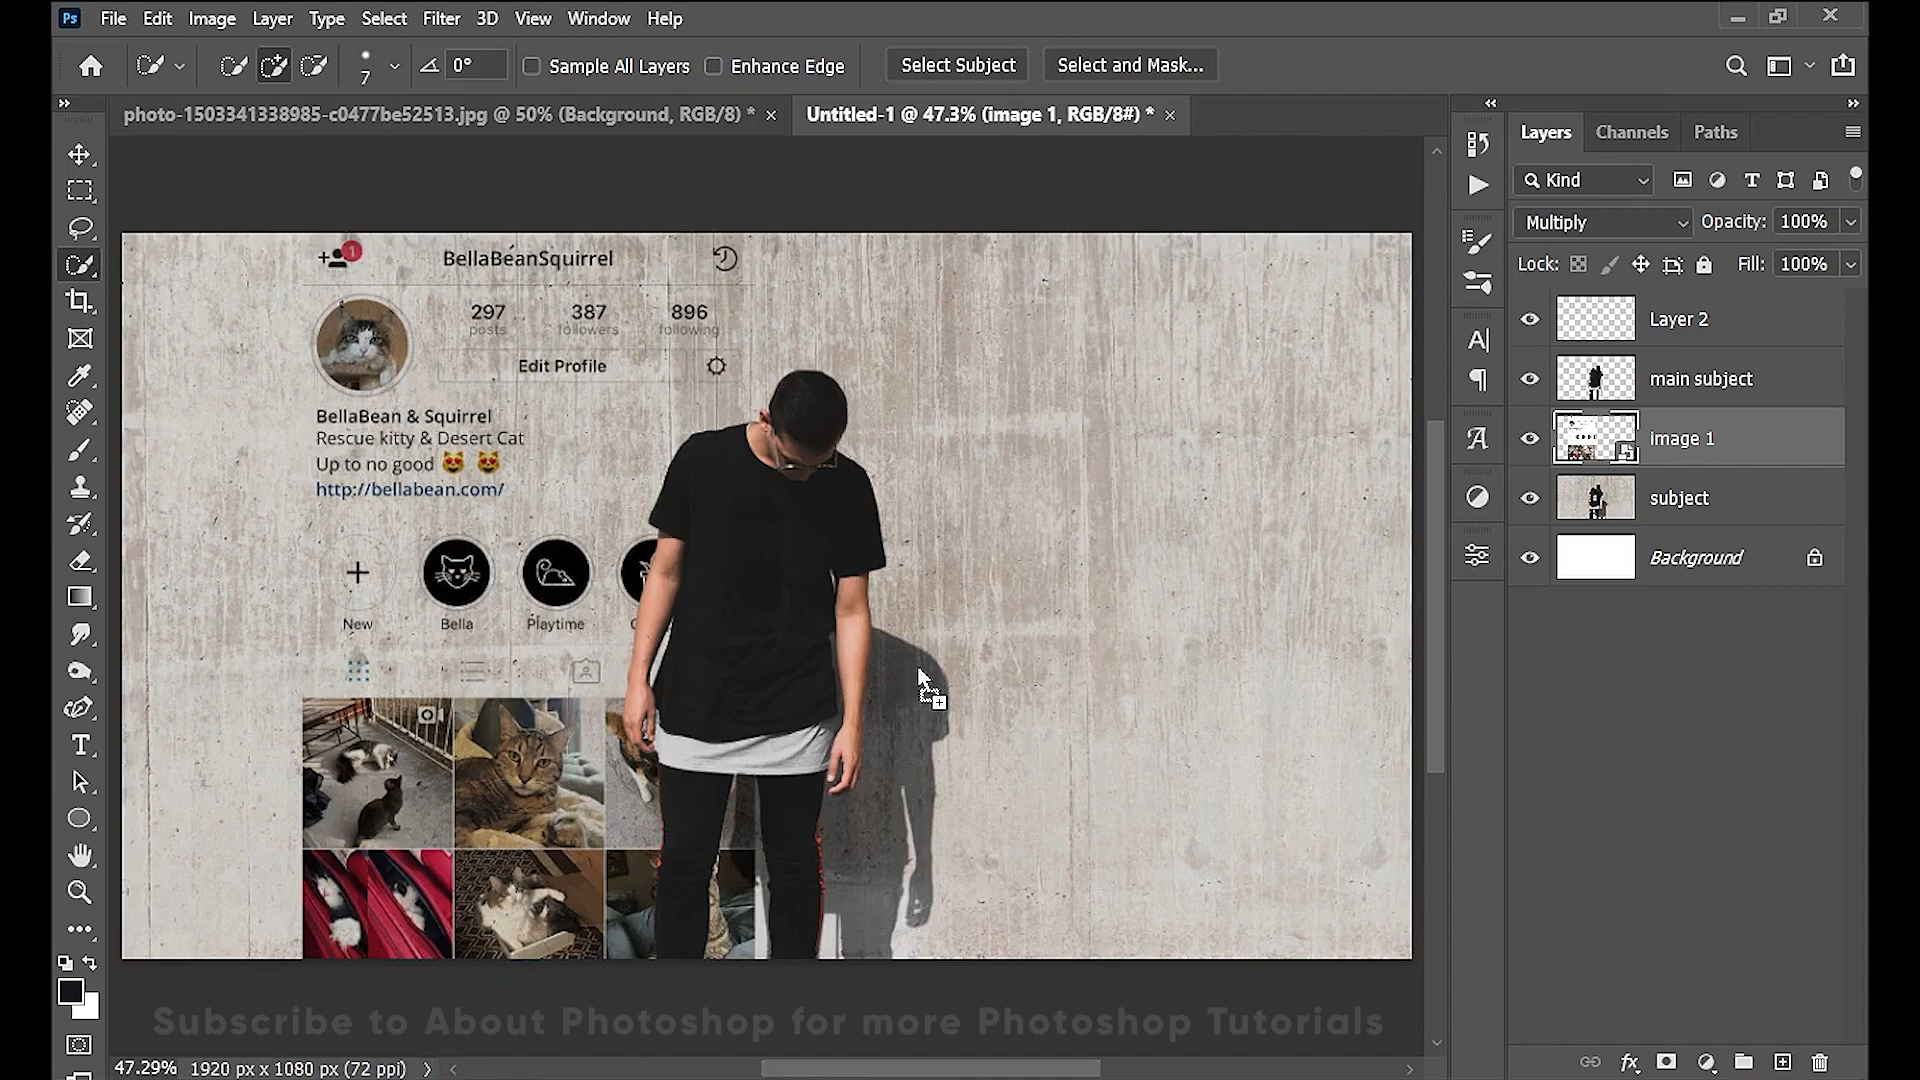 Ps File Edit Image Layer Type Select Filter 3D View Window Help
7 0° Sample All Layers Enhance Edge Select Subject Select and Mask...
photo-1503341338985-c0477be52513.jpg @ 50% (Background, RGB/8) * × Untitled-1 @ 47.3% (image 1, RGB/8#) * ×
Layers Channels Paths
Kind
Multiply Opacity: 100%
Lock: Fill: 100%
Layer 2
main subject
image 1
subject
Background
1 BellaBeanSquirrel
297 387 896
posts followers following
Edit Profile
BellaBean & Squirrel
Rescue kitty & Desert Cat
Up to no good 😻 😻
http://bellabean.com/
New Bella Playtime
Subscribe to About Photoshop for more Photoshop Tutorials
47.29% 1920 px x 1080 px (72 ppi)